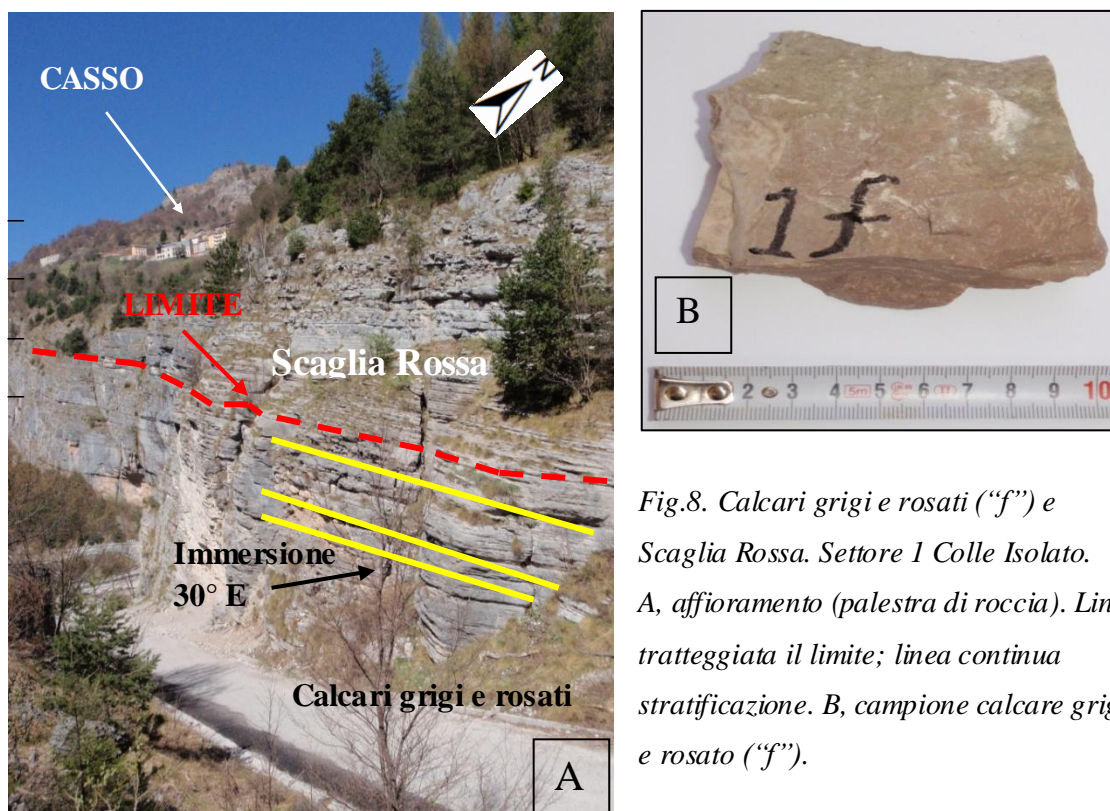 CASSO
N
LIMITE
Scaglia Rossa
Immersione
30° E
Calcari grigi e rosati
A
1f
B
2 3 4 5m 5 6 7 8 9 10
Fig.8. Calcari grigi e rosati (“f”) e
Scaglia Rossa. Settore 1 Colle Isolato.
A, affioramento (palestra di roccia). Lin
tratteggiata il limite; linea continua
stratificazione. B, campione calcare grig
e rosato (“f”).